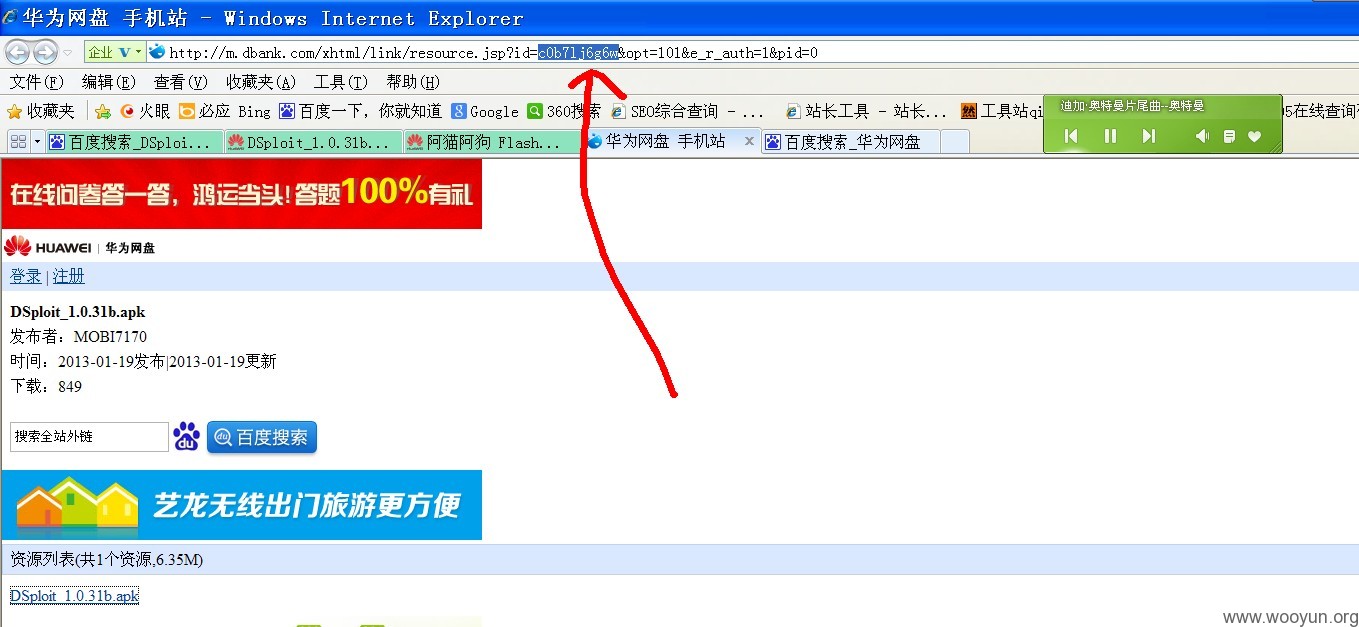 华为网盘 手机站 - Windows Internet Explorer
企业 V http://m.dbank.com/xhtml/link/resource.jsp?id=c0b7lj6g6w&opt=101&e_r_auth=1&pid=0
文件(F) 编辑(E) 查看(V) 收藏夹(A) 工具(T) 帮助(H)
收藏夹 火眼 必应 Bing 百度一下，你就知道 Google 360搜索 SEO综合查询 - ... 站长工具 - 站长... 工具站qi 5在线查询
迪加·奥特曼片尾曲--奥特曼
百度搜索_DSploi... DSploit_1.0.31b... 阿猫阿狗 Flash... 华为网盘 手机站 x 百度搜索_华为网盘
在线问卷答一答，鸿运当头!答题100%有礼
HUAWEI | 华为网盘
登录 | 注册
DSploit_1.0.31b.apk
发布者：MOBI7170
时间：2013-01-19发布|2013-01-19更新
下载：849
搜索全站外链 du du 百度搜索
艺龙无线出门旅游更方便
资源列表(共1个资源,6.35M)
DSploit_1.0.31b.apk
www.wooyun.org